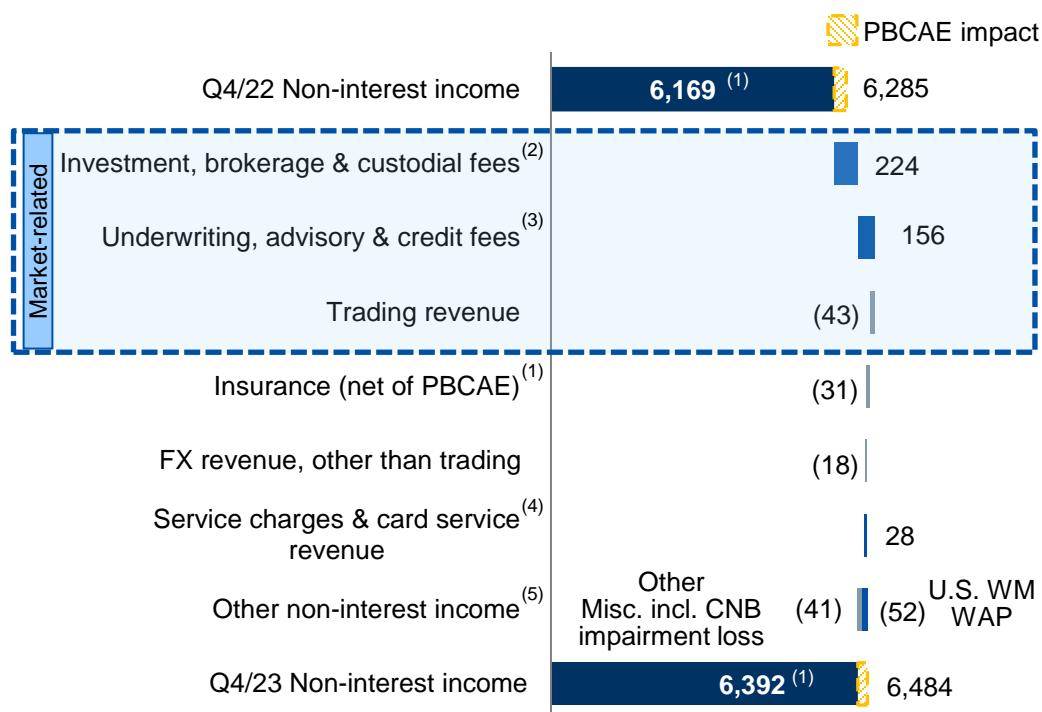 PBCAE impact
Q4/22 Non-interest income 6,169 (1) 6,285
Market-related
Investment, brokerage & custodial fees(2) 224
Underwriting, advisory & credit fees(3) 156
Trading revenue (43)
Insurance (net of PBCAE)(1) (31)
FX revenue, other than trading (18)
Service charges & card service(4)
revenue
28
Other non-interest income(5)
Other
Misc. incl. CNB
impairment loss
(41) (52)
U.S. WM
WAP
Q4/23 Non-interest income 6,392 (1) 6,484